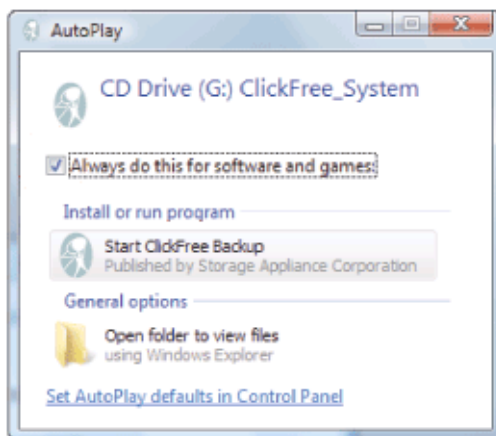 AutoPlay
CD Drive (G:) ClickFree_System
Always do this for software and games:
Install or run program
Start ClickFree Backup
Published by Storage Appliance Corporation
General options
Open folder to view files
using Windows Explorer
Set AutoPlay defaults in Control Panel